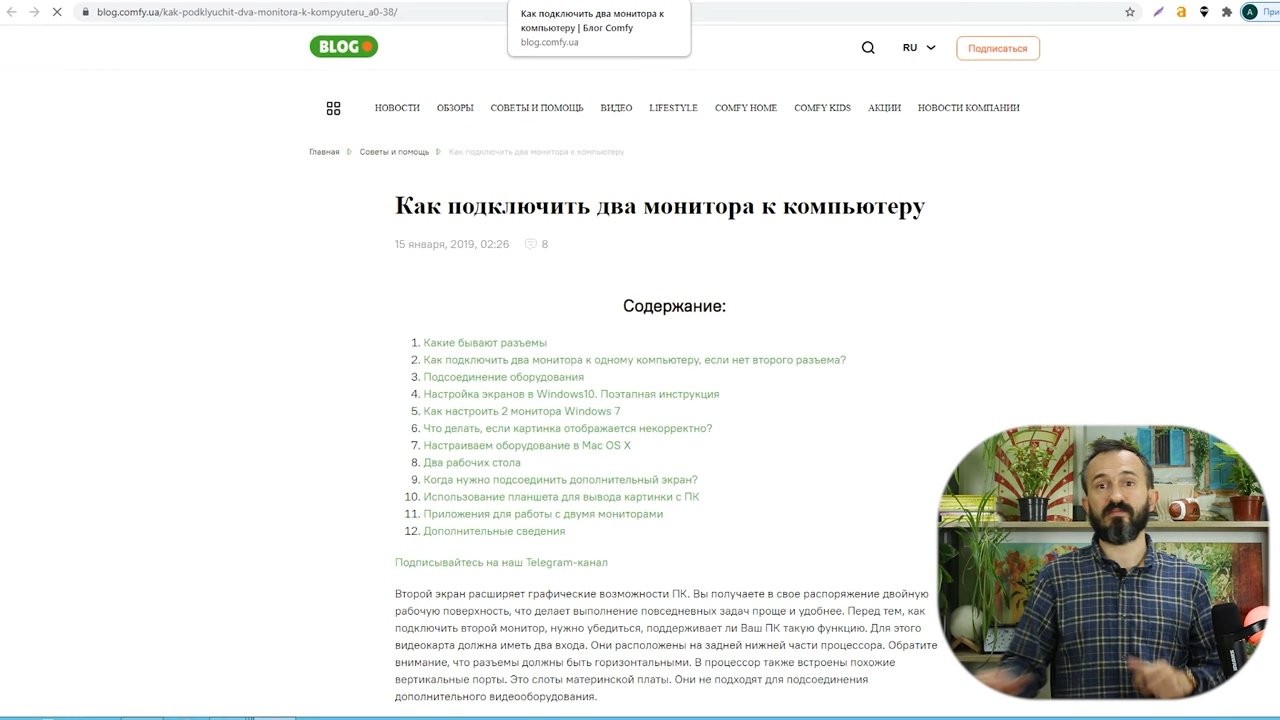 blog.comfy.ua/kak-podklyuchit-dva-monitora-k-kompyuteru_a0-38/
Как подключить два монитора к
компьютеру | Блог Comfy
blog.comfy.ua
a
A
При
BLOG
RU
Подписаться
НОВОСТИ
ОБЗОРЫ
СОВЕТЫ И ПОМОЩЬ
ВИДЕО
LIFESTYLE
COMFY HOME
COMFY KIDS
АКЦИИ
НОВОСТИ КОМПАНИИ
Главная
Советы и помощь
Как подключить два монитора к компьютеру
Как подключить два монитора к компьютеру
15 января, 2019, 02:26
8
Содержание:
1. Какие бывают разъемы
2. Как подключить два монитора к одному компьютеру, если нет второго разъема?
3. Подсоединение оборудования
4. Настройка экранов в Windows10. Поэтапная инструкция
5. Как настроить 2 монитора Windows 7
6. Что делать, если картинка отображается некорректно?
7. Настраиваем оборудование в Mac OS X
8. Два рабочих стола
9. Когда нужно подсоединить дополнительный экран?
10. Использование планшета для вывода картинки с ПК
11. Приложения для работы с двумя мониторами
12. Дополнительные сведения
Подписывайтесь на наш Telegram-канал
Второй экран расширяет графические возможности ПК. Вы получаете в свое распоряжение двойную
рабочую поверхность, что делает выполнение повседневных задач проще и удобнее. Перед тем, как
подключить второй монитор, нужно убедиться, поддерживает ли Ваш ПК такую функцию. Для этого
видеокарта должна иметь два входа. Они расположены на задней нижней части процессора. Обратите
внимание, что разъемы должны быть горизонтальными. В процессор также встроены похожие
вертикальные порты. Это слоты материнской платы. Они не подходят для подсоединения
дополнительного видеооборудования.
SHURE